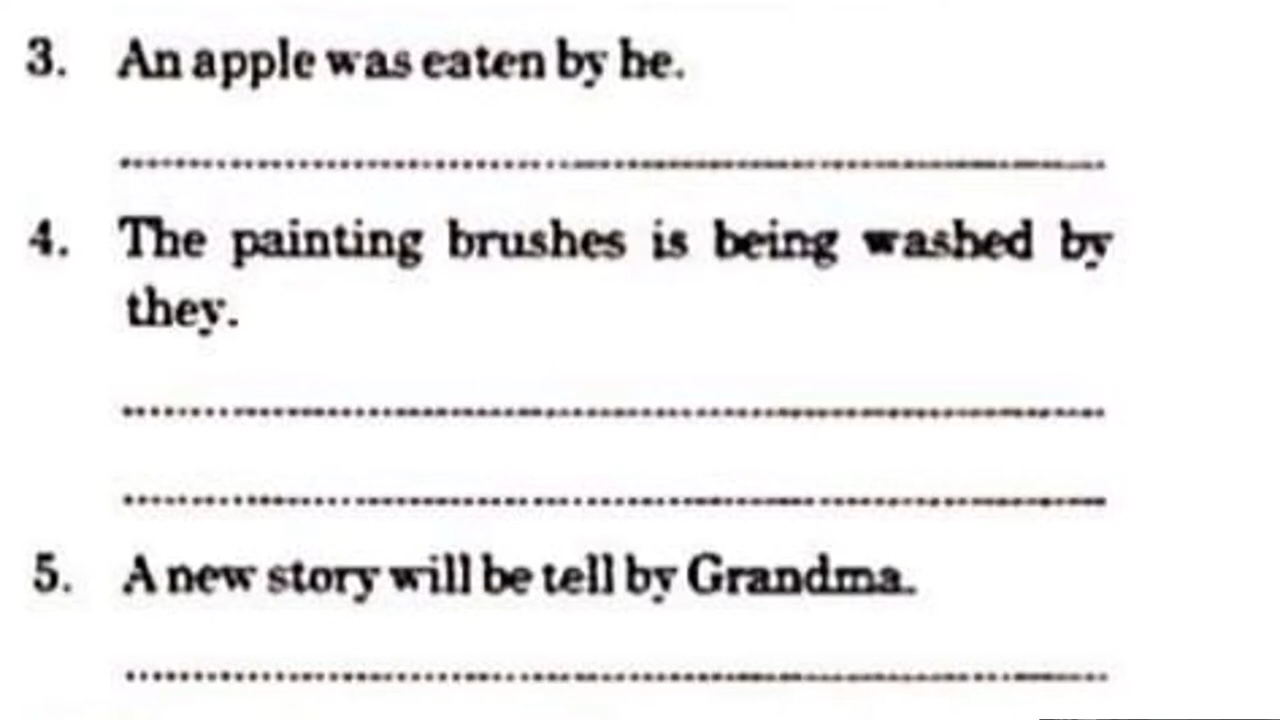 3. An apple was eaten by he.
4. The painting brushes is being washed by
they.
5. A new story will be tell by Grandma.